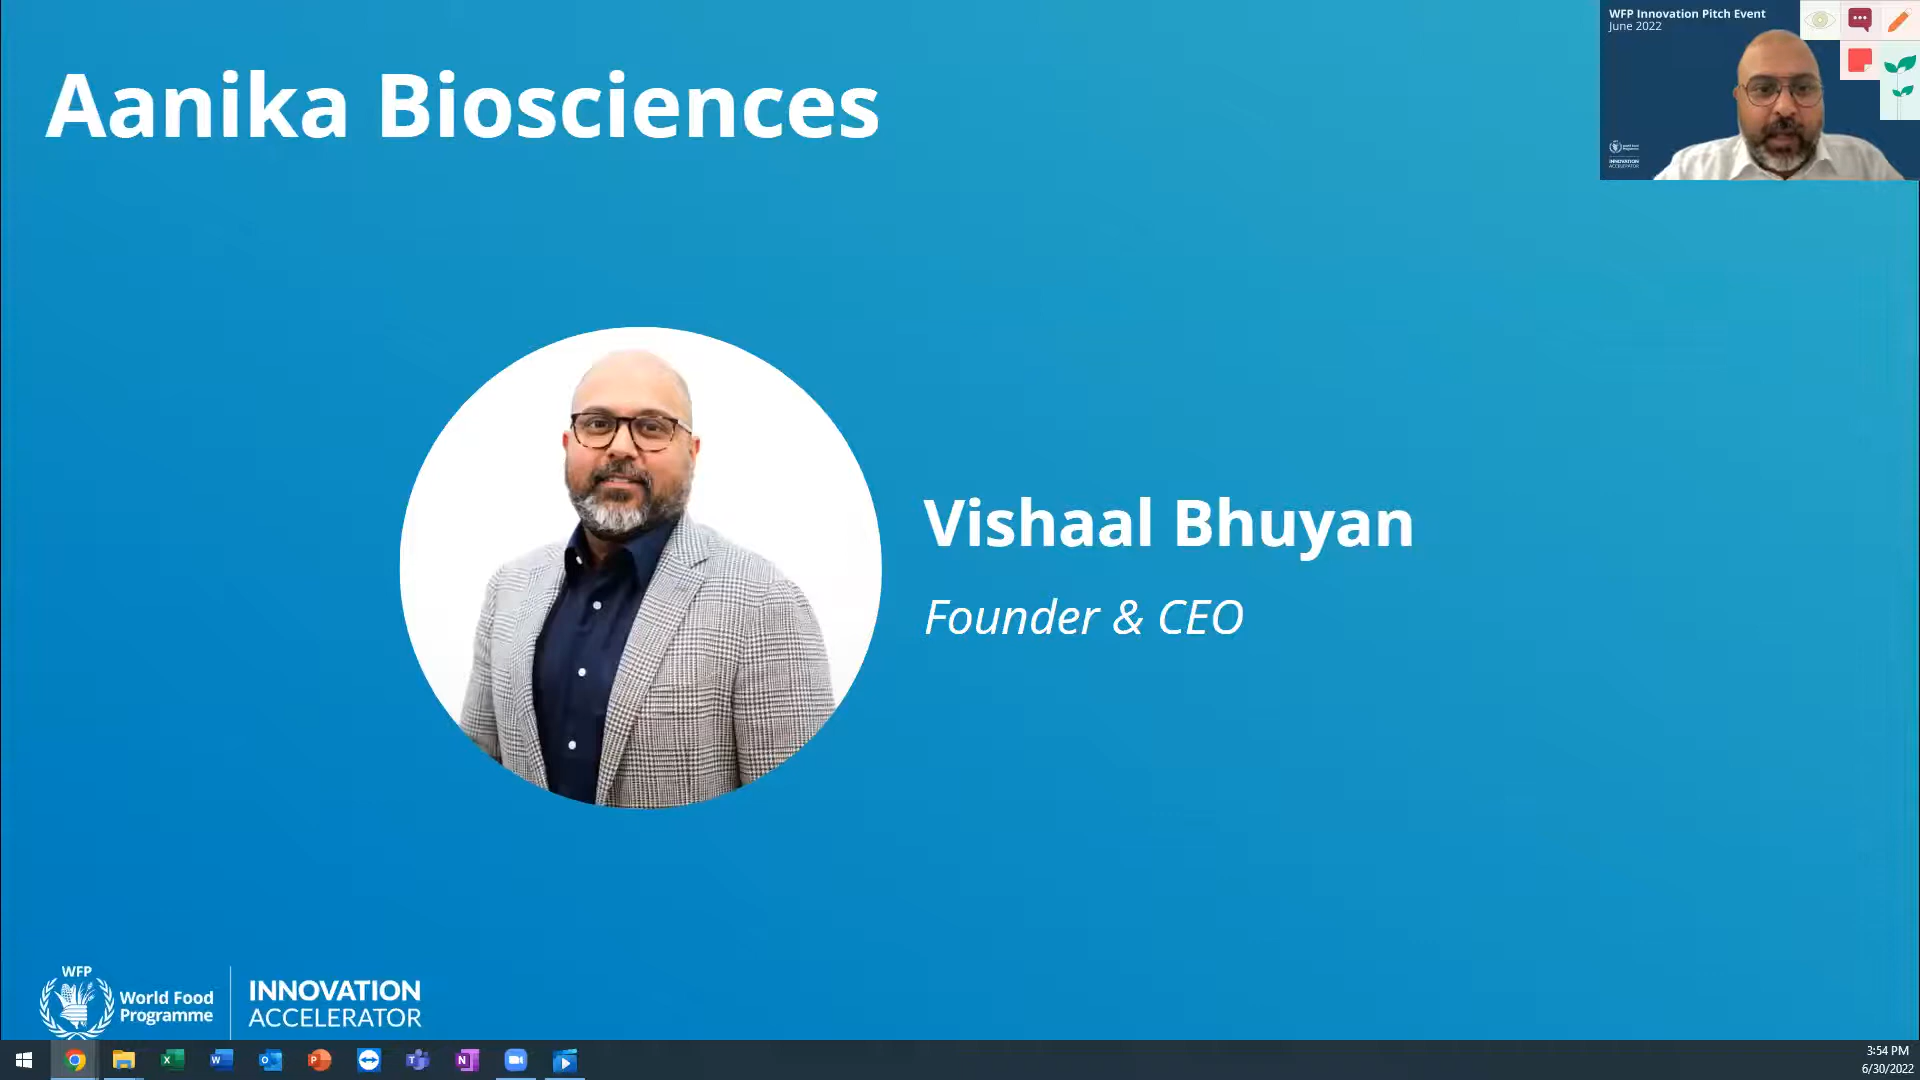 Aanika Biosciences
WFP Innovation Pitch Event
June 2022
Vishaal Bhuyan
Founder & CEO
WFP
World Food
Programme
INNOVATION
ACCELERATOR
3:54 PM
6/30/2022